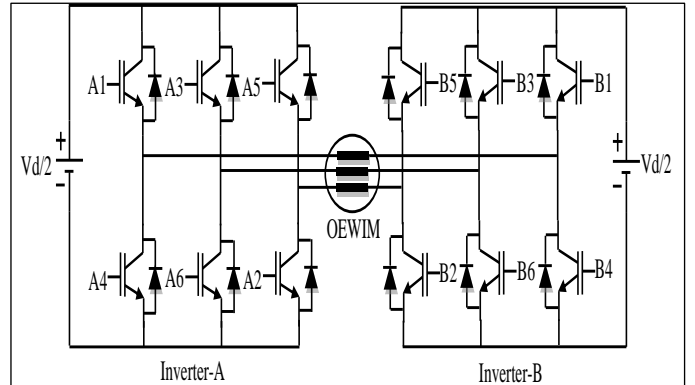 A1 A3 A5 B5 B3 B1
+ +
Vd/2 Vd/2
- -
OEWIM
A4 A6 A2 B2 B6 B4
Inverter-A Inverter-B